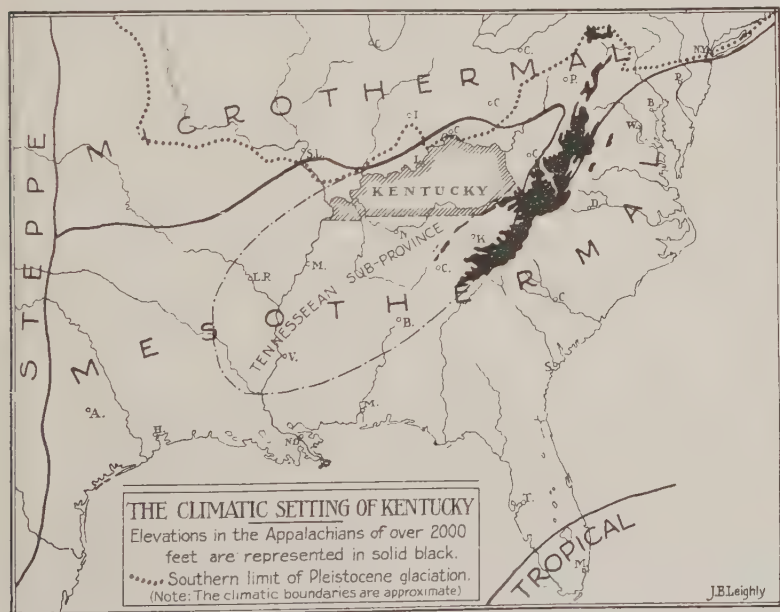 MICROTHERMAL
STEPPE
MESOTHERMAL
KENTUCKY
TENNESSEEAN SUB-PROVINCE
TROPICAL
C.
C.
P.
N.Y.
P.
B.
W.
I.
C.
S.L.
L.
C.
D.
K.
N.
C.
M.
L.R.
C.
B.
V.
S.
M.
A.
H.
N.O.
T.
M.
THE CLIMATIC SETTING OF KENTUCKY
Elevations in the Appalachians of over 2000
feet are represented in solid black.
Southern limit of Pleistocene glaciation.
(Note: The climatic boundaries are approximate)
J.B.Leighly